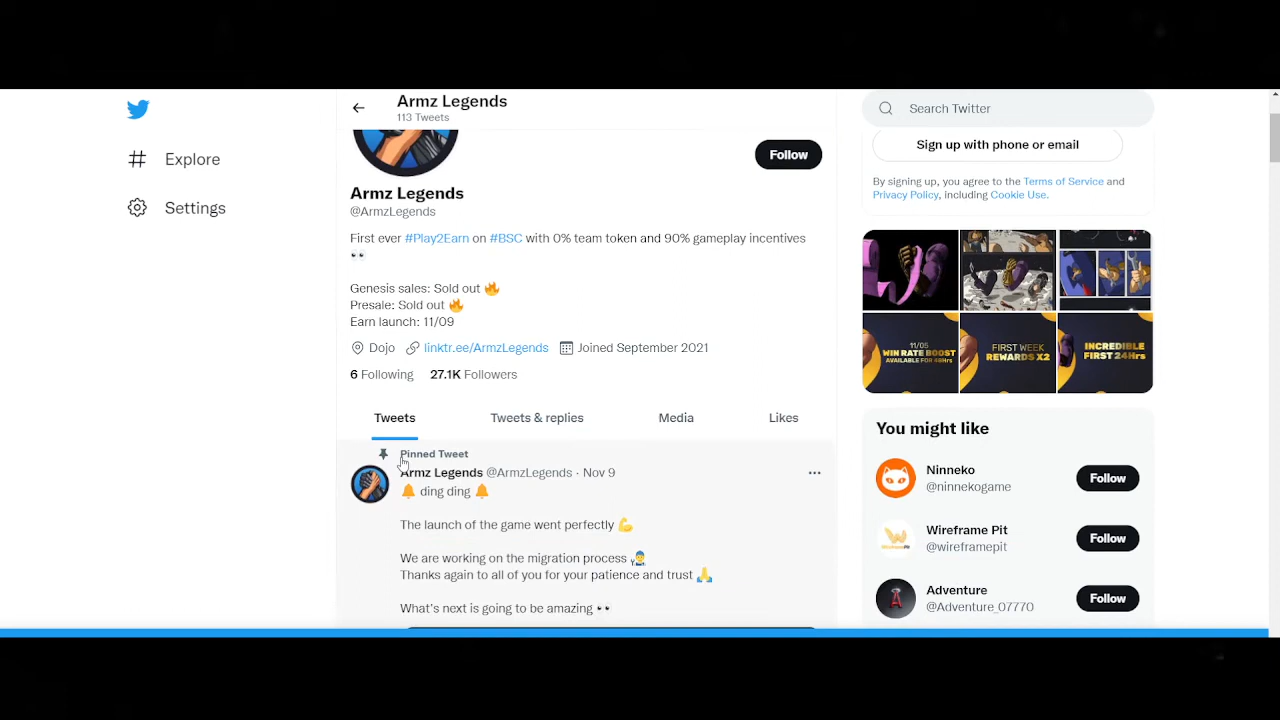 Armz Legends
113 Tweets
Search Twitter
Explore
Settings
Follow
Sign up with phone or email
By signing up, you agree to the Terms of Service and
Privacy Policy, including Cookie Use.
Armz Legends
@ArmzLegends
First ever #Play2Earn on #BSC with 0% team token and 90% gameplay incentives
👀
Genesis sales: Sold out 🔥
Presale: Sold out 🔥
Earn launch: 11/09
Dojo linktr.ee/ArmzLegends Joined September 2021
6 Following 27.1K Followers
11/05
WIN RATE BOOST
AVAILABLE FOR 48Hrs
FIRST WEEK
REWARDS X2
INCREDIBLE
FIRST 24Hrs
Tweets Tweets & replies Media Likes
Pinned Tweet
Armz Legends @ArmzLegends · Nov 9
🔔 ding ding 🔔
The launch of the game went perfectly 💪
We are working on the migration process 👨‍🔧
Thanks again to all of you for your patience and trust 🙏
What's next is going to be amazing 👀
You might like
Ninneko
@ninnekogame
Follow
Wireframe Pit
@wireframepit
Follow
Adventure
@Adventure_07770
Follow